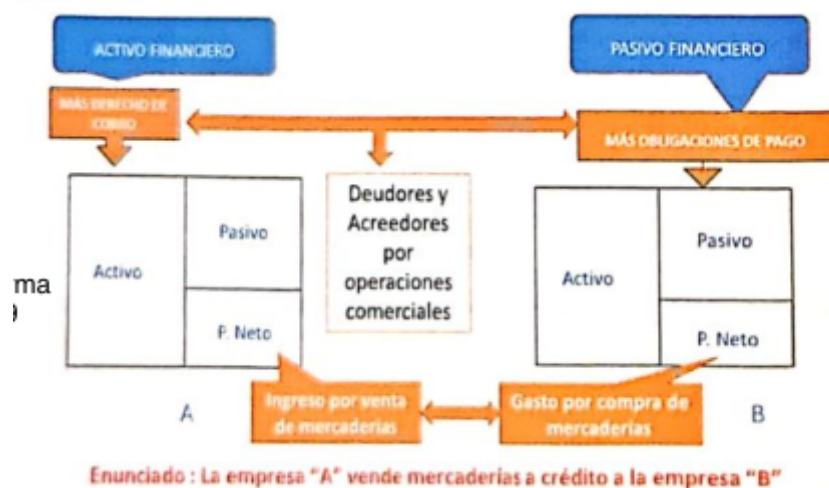 ACTIVO FINANCIERO
PASIVO FINANCIERO
MÁS DERECHO DE
COBRO
MÁS OBLIGACIONES DE PAGO
Deudores y
Acreedores
por
operaciones
comerciales
Activo
Pasivo
P. Neto
Activo
Pasivo
P. Neto
ma
A
Ingreso por venta
de mercaderías
Gasto por compra de
mercaderías
B
Enunciado : La empresa "A" vende mercaderías a crédito a la empresa "B"